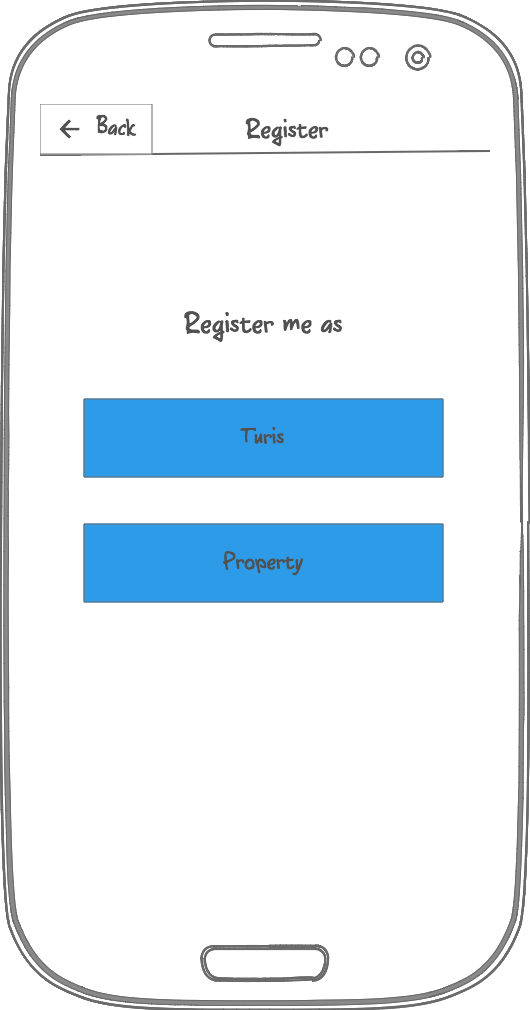 Back
Register
Register me as
Turis
Property